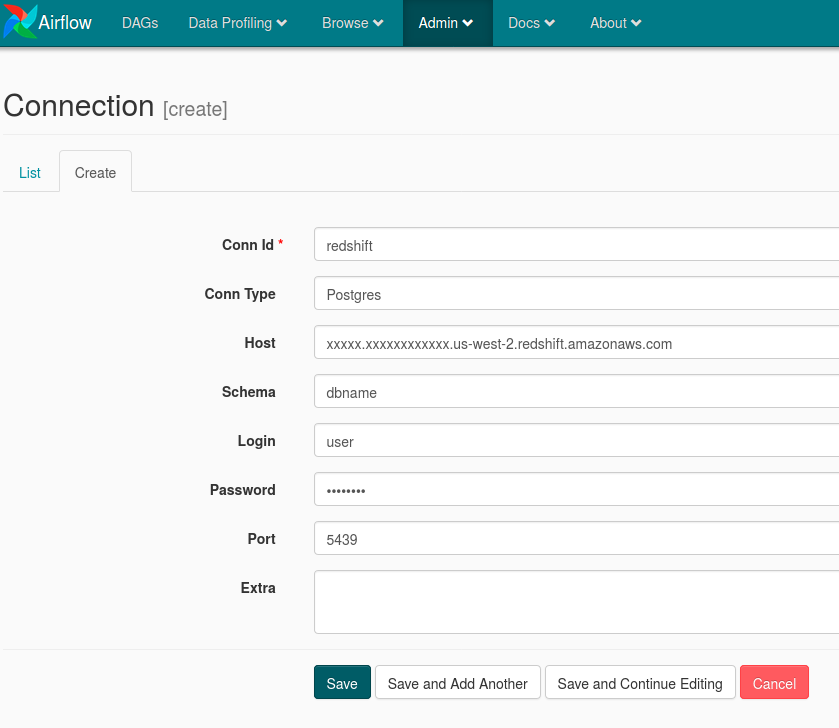 Airflow DAGs Data Profiling Browse Admin Docs About
Connection [create]
List Create
Conn Id * redshift
Conn Type Postgres
Host xxxxx.xxxxxxxxxxxx.us-west-2.redshift.amazonaws.com
Schema dbname
Login user
Password ••••••••
Port 5439
Extra
Save Save and Add Another Save and Continue Editing Cancel